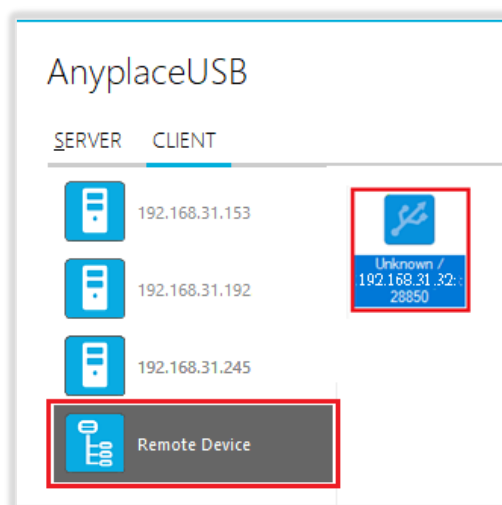 AnyplaceUSB
SERVER CLIENT
192.168.31.153
192.168.31.192
192.168.31.245
Remote Device
Unknown /
192.168.31.32:
28850